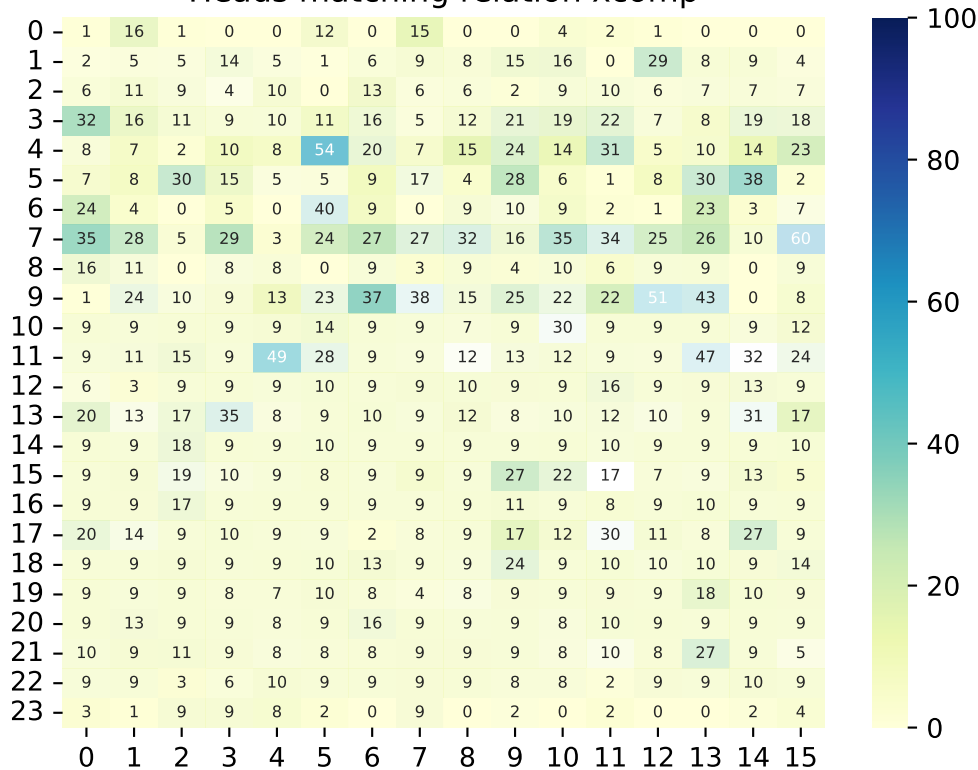 Heads matching relation xcomp
0 1 16 1 0 0 12 0 15 0 0 4 2 1 0 0 0
1 2 5 5 14 5 1 6 9 8 15 16 0 29 8 9 4
2 6 11 9 4 10 0 13 6 6 2 9 10 6 7 7 7
3 32 16 11 9 10 11 16 5 12 21 19 22 7 8 19 18
4 8 7 2 10 8 54 20 7 15 24 14 31 5 10 14 23
5 7 8 30 15 5 5 9 17 4 28 6 1 8 30 38 2
6 24 4 0 5 0 40 9 0 9 10 9 2 1 23 3 7
7 35 28 5 29 3 24 27 27 32 16 35 34 25 26 10 60
8 16 11 0 8 8 0 9 3 9 4 10 6 9 9 0 9
9 1 24 10 9 13 23 37 38 15 25 22 22 51 43 0 8
10 9 9 9 9 9 14 9 9 7 9 30 9 9 9 9 12
11 9 11 15 9 49 28 9 9 12 13 12 9 9 47 32 24
12 6 3 9 9 9 10 9 9 10 9 9 16 9 9 13 9
13 20 13 17 35 8 9 10 9 12 8 10 12 10 9 31 17
14 9 9 18 9 9 10 9 9 9 9 9 10 9 9 9 10
15 9 9 19 10 9 8 9 9 9 27 22 17 7 9 13 5
16 9 9 17 9 9 9 9 9 9 11 9 8 9 10 9 9
17 20 14 9 10 9 9 2 8 9 17 12 30 11 8 27 9
18 9 9 9 9 9 10 13 9 9 24 9 10 10 10 9 14
19 9 9 9 8 7 10 8 4 8 9 9 9 9 18 10 9
20 9 13 9 9 8 9 16 9 9 9 8 10 9 9 9 9
21 10 9 11 9 8 8 8 9 9 9 8 10 8 27 9 5
22 9 9 3 6 10 9 9 9 9 8 8 2 9 9 10 9
23 3 1 9 9 8 2 0 9 0 2 0 2 0 0 2 4
0 1 2 3 4 5 6 7 8 9 10 11 12 13 14 15
100
80
60
40
20
0